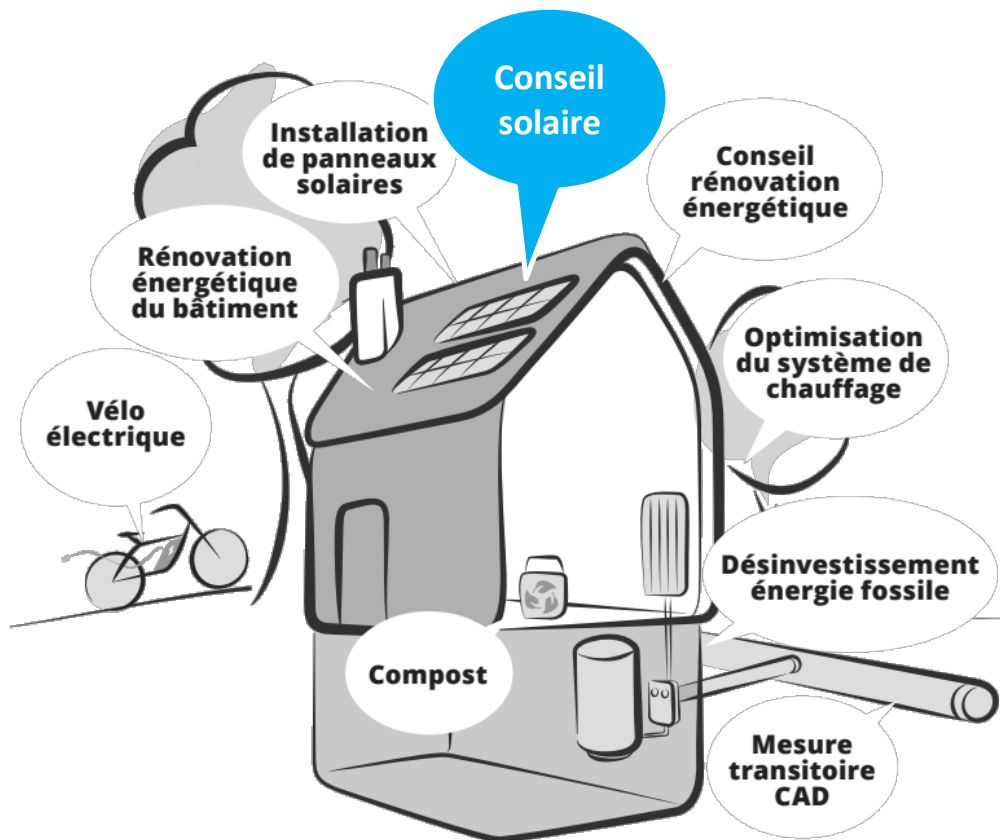 Conseil
solaire
Installation
de panneaux
solaires
Conseil
rénovation
énergétique
Rénovation
énergétique
du bâtiment
Optimisation
du système de
chauffage
Vélo
électrique
Désinvestissement
énergie fossile
Compost
Mesure
transitoire
CAD